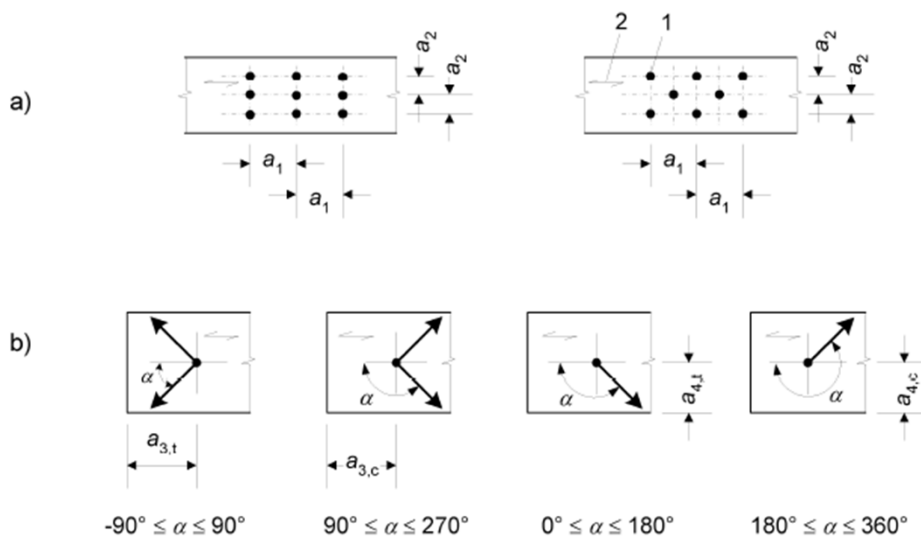 a)
a₂
a₂
a₁
a₁
2
1
a₂
a₂
a₁
a₁
b)
α
a₃,t
-90° ≤ α ≤ 90°
α
a₃,c
90° ≤ α ≤ 270°
α
a₄,t
0° ≤ α ≤ 180°
α
a₄,c
180° ≤ α ≤ 360°